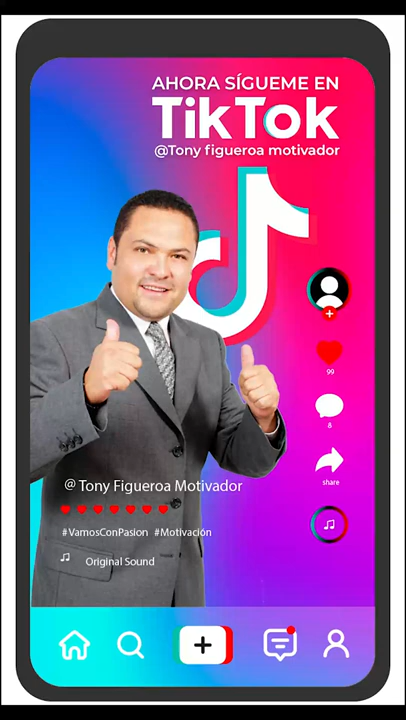 AHORA SÍGUEME EN
TikTok
@Tony figueroa motivador
99
8
share
@ Tony Figueroa Motivador
#VamosConPasion #Motivación
Original Sound